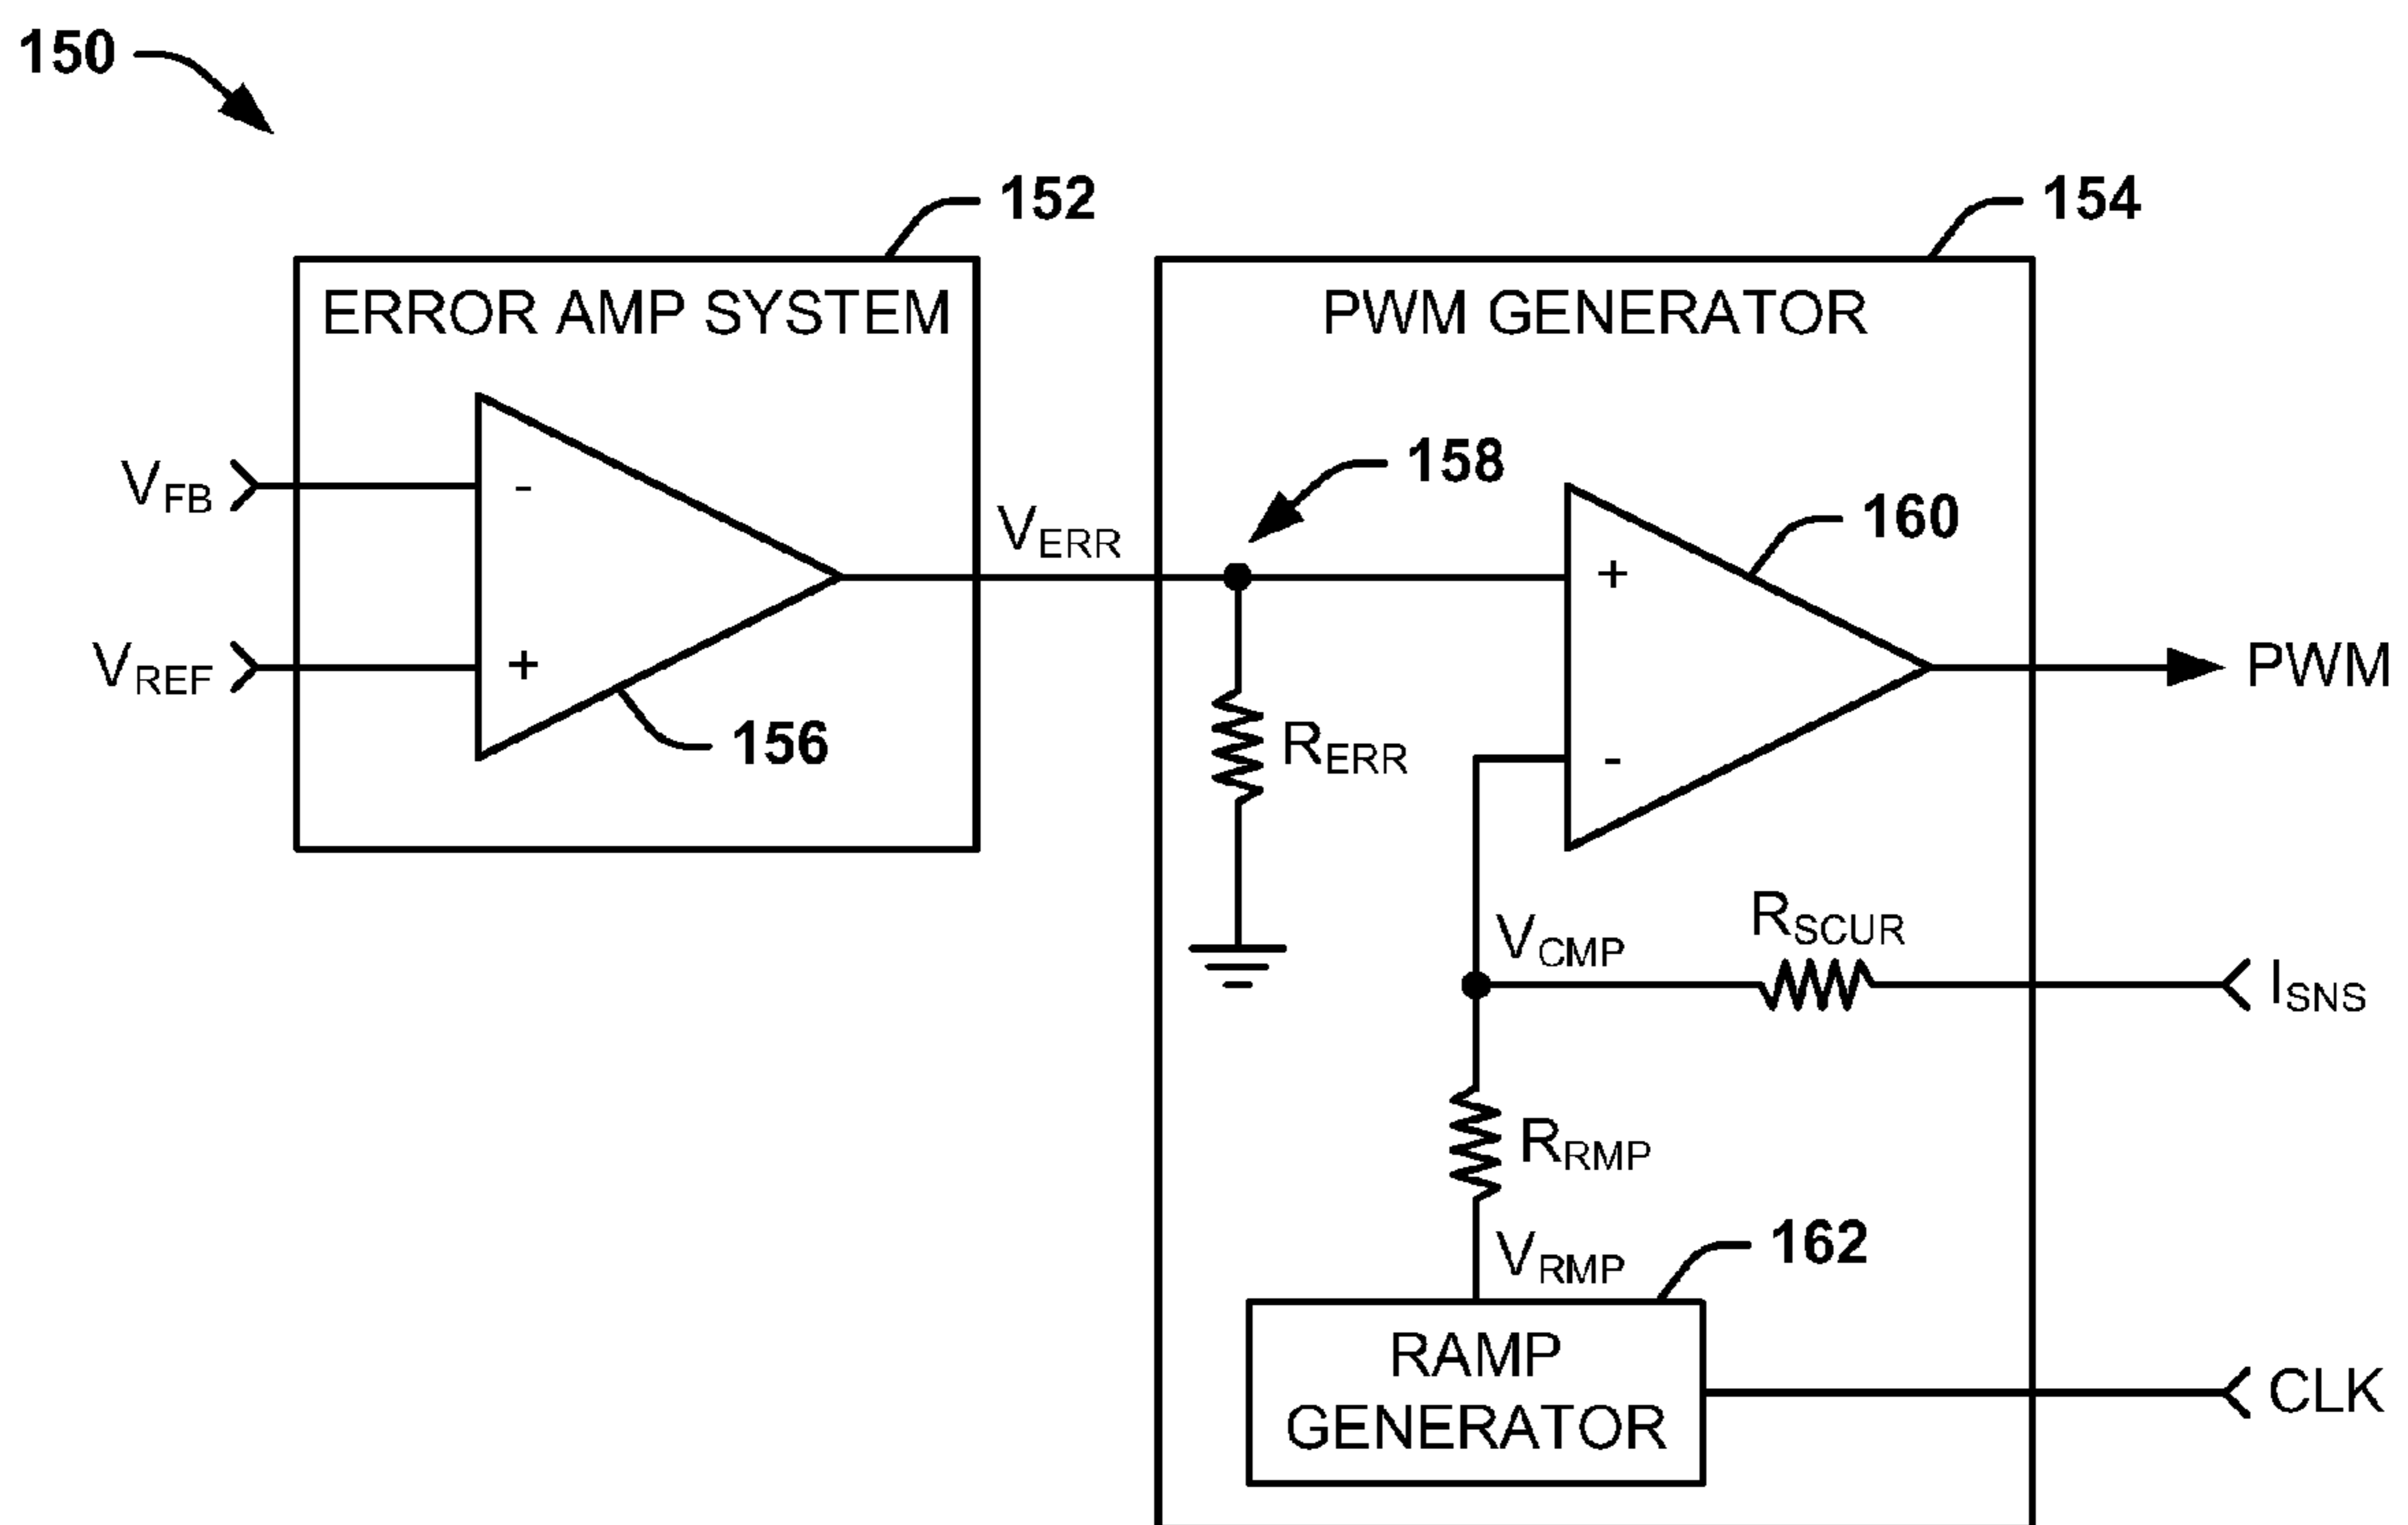 150
152
154
ERROR AMP SYSTEM
PWM GENERATOR
158
VFB
-
VERR
160
+
VREF
+
PWM
156
RERR
-
VCMP
RSCUR
ISNS
RRMP
VRMP
162
RAMP
GENERATOR
CLK